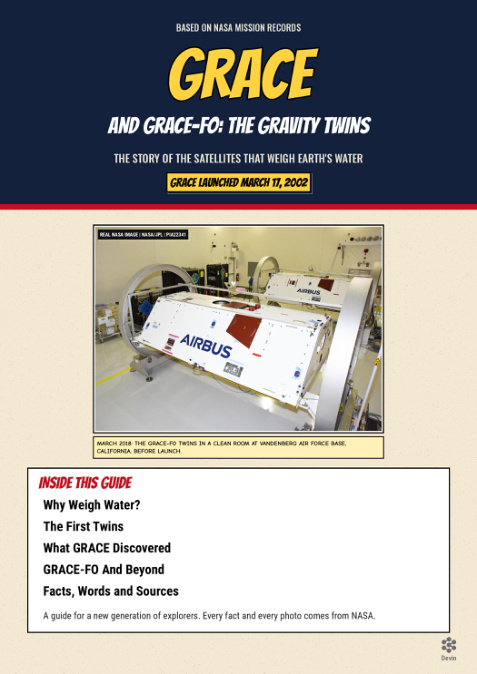 BASED ON NASA MISSION RECORDS
GRACE
AND GRACE-FO: THE GRAVITY TWINS
THE STORY OF THE SATELLITES THAT WEIGH EARTH'S WATER
GRACE LAUNCHED MARCH 17, 2002
REAL NASA IMAGE | NASA/JPL | PIA22341
AIRBUS
AIRBUS
MARCH 2018: THE GRACE-FO TWINS IN A CLEAN ROOM AT VANDENBERG AIR FORCE BASE,
CALIFORNIA, BEFORE LAUNCH.
INSIDE THIS GUIDE
Why Weigh Water?
The First Twins
What GRACE Discovered
GRACE-FO And Beyond
Facts, Words and Sources
A guide for a new generation of explorers. Every fact and every photo comes from NASA.
Devin